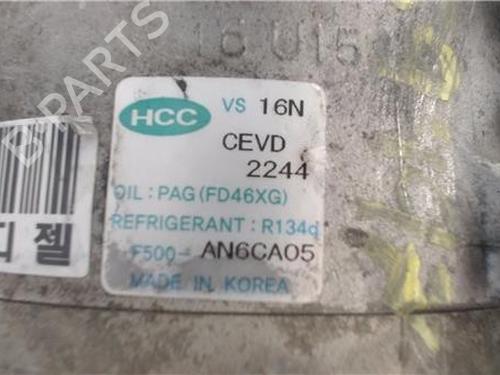 B-PARTS
16 U15
HCC VS 16N
CEVD
2244
OIL : PAG (FD46XG)
REFRIGERANT : R134a
F500- AN6CA05
MADE IN KOREA
디젤